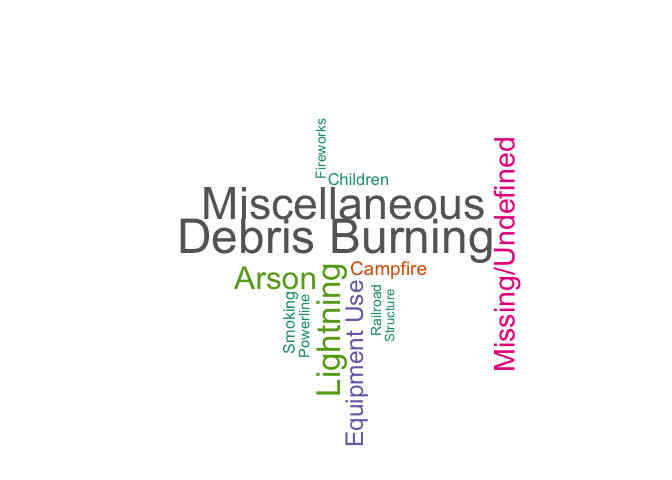 Fireworks
Children
Miscellaneous
Debris Burning
Missing/Undefined
Arson
Campfire
Lightning
Equipment Use
Smoking
Powerline
Railroad
Structure